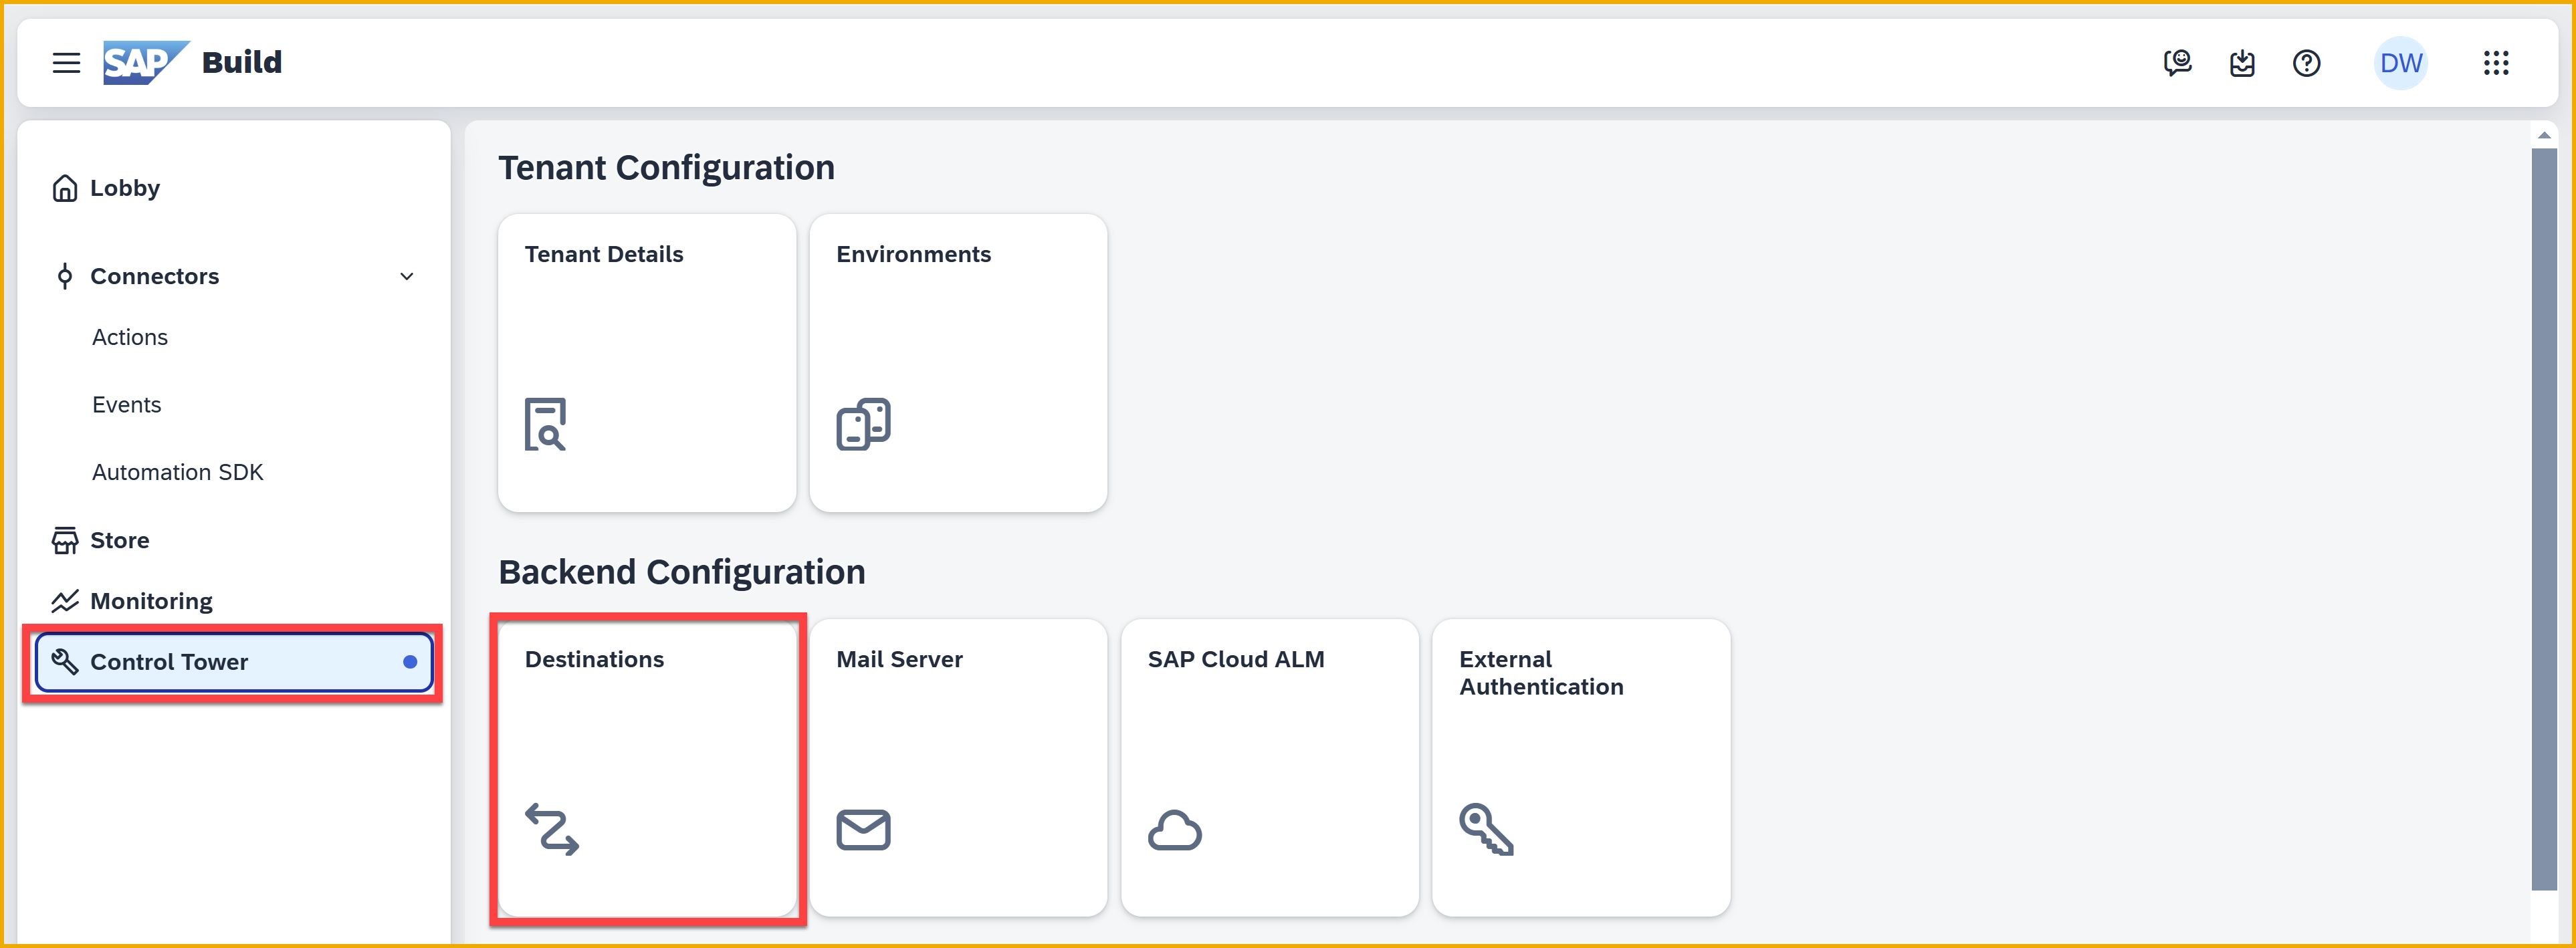 SAP Build
DW
Lobby
Connectors
Actions
Events
Automation SDK
Store
Monitoring
Control Tower
Tenant Configuration
Tenant Details
Environments
Backend Configuration
Destinations
Mail Server
SAP Cloud ALM
External
Authentication